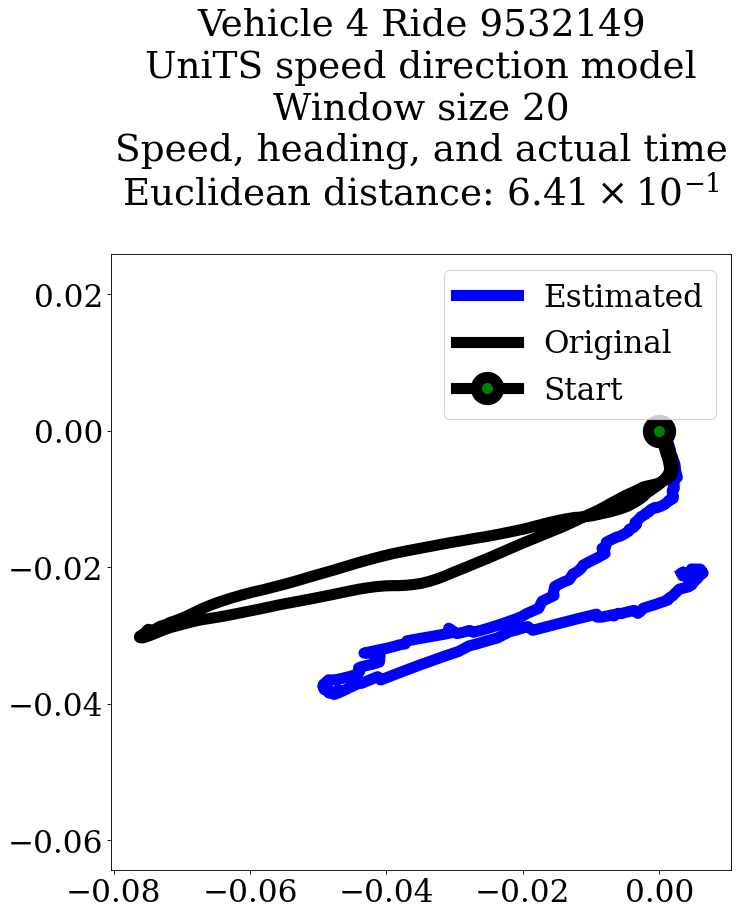 Vehicle 4 Ride 9532149
UniTS speed direction model
Window size 20
Speed, heading, and actual time
Euclidean distance: 6.41 × 10⁻¹
Estimated
Original
Start
0.02
0.00
−0.02
−0.04
−0.06
−0.08 −0.06 −0.04 −0.02 0.00